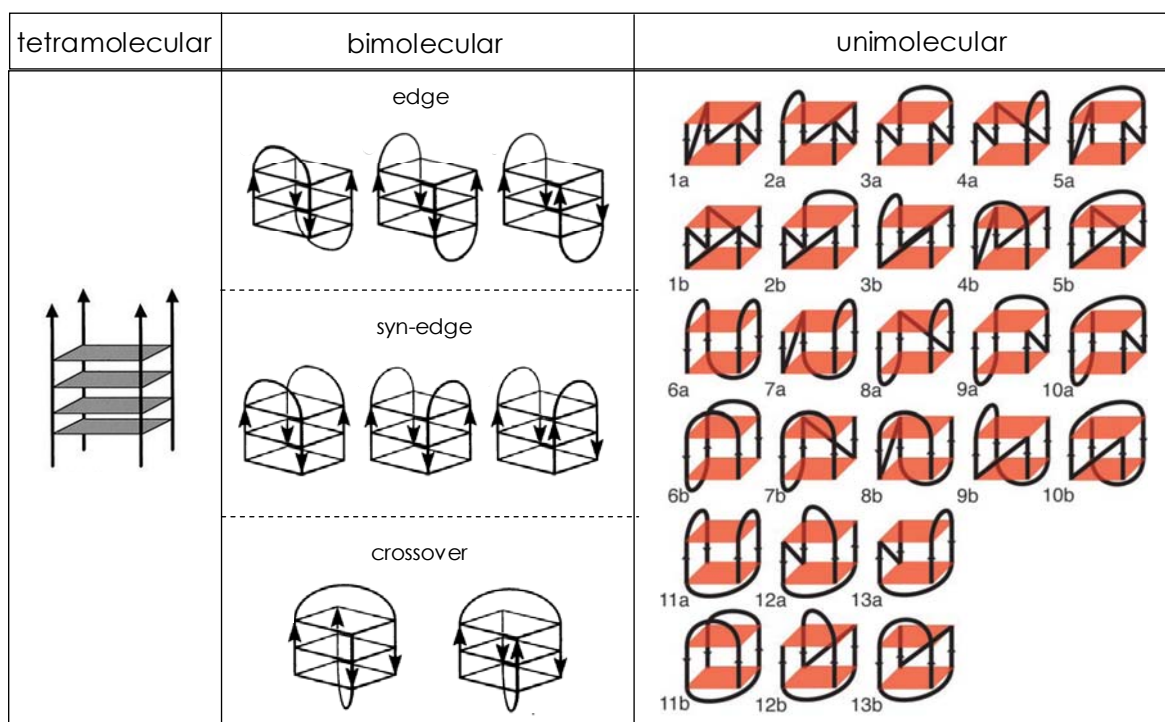 tetramolecular
bimolecular
unimolecular
edge
syn-edge
crossover
1a 2a 3a 4a 5a
1b 2b 3b 4b 5b
6a 7a 8a 9a 10a
6b 7b 8b 9b 10b
11a 12a 13a
11b 12b 13b